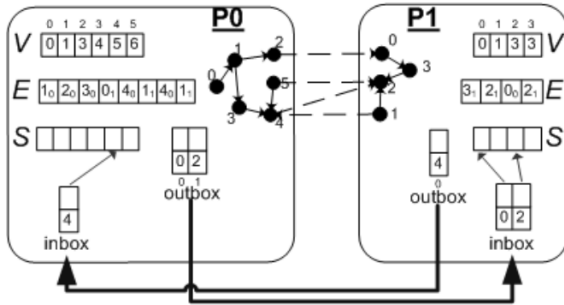 P0 P1
0 1 2 3 4 5
V 0 1 3 4 5 6
1 2
0
5
3 4
0
3
2
1
0 1 2 3
0 1 3 3 V
E 1₀ 2₀ 3₀ 0₁ 4₀ 1₁ 4₀ 1₁
3₁ 2₁ 0₀ 2₁ E
S
S
0 2
0 1
outbox
4
0
outbox
4
inbox
0 2
inbox